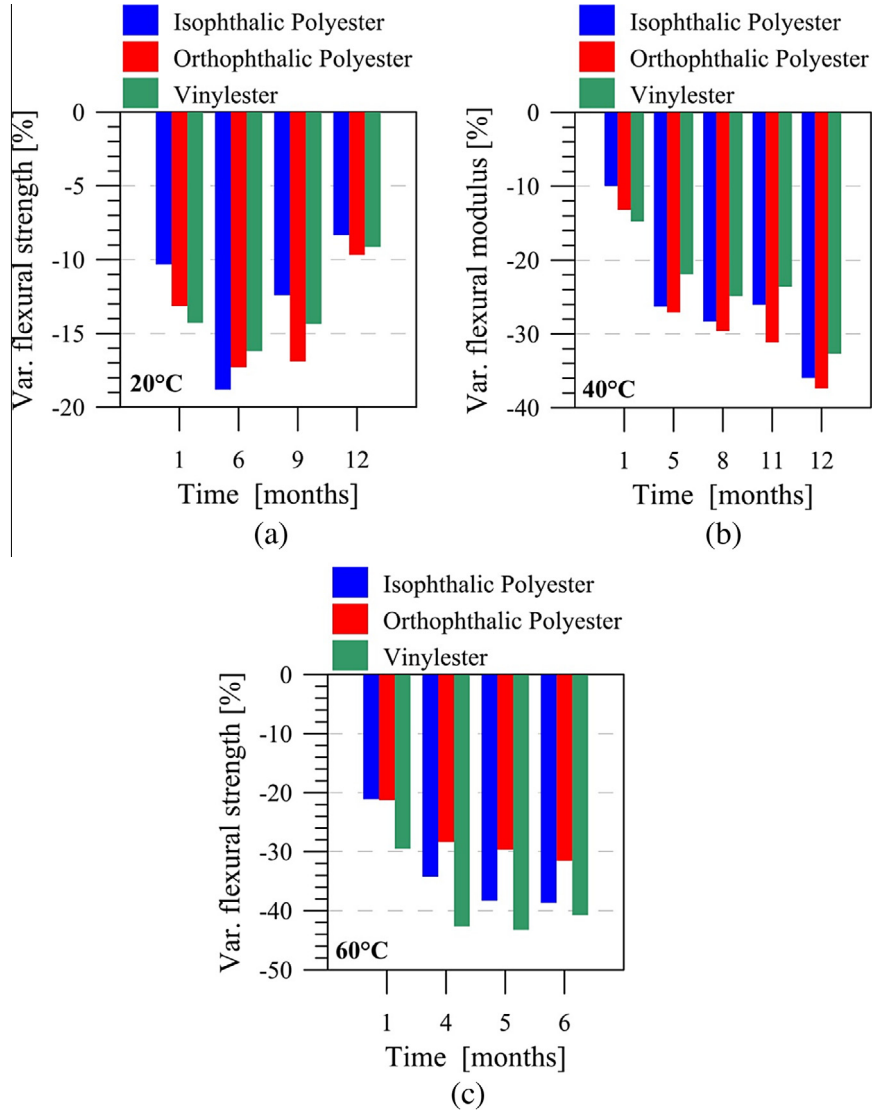 Isophthalic Polyester
Orthophthalic Polyester
Vinylester
Var. flexural strength [%]
0
-5
-10
-15
-20
20°C
1 6 9 12
Time [months]
(a)
Isophthalic Polyester
Orthophthalic Polyester
Vinylester
Var. flexural modulus [%]
0
-10
-20
-30
-40
40°C
1 5 8 11 12
Time [months]
(b)
Isophthalic Polyester
Orthophthalic Polyester
Vinylester
Var. flexural strength [%]
0
-10
-20
-30
-40
-50
60°C
1 4 5 6
Time [months]
(c)